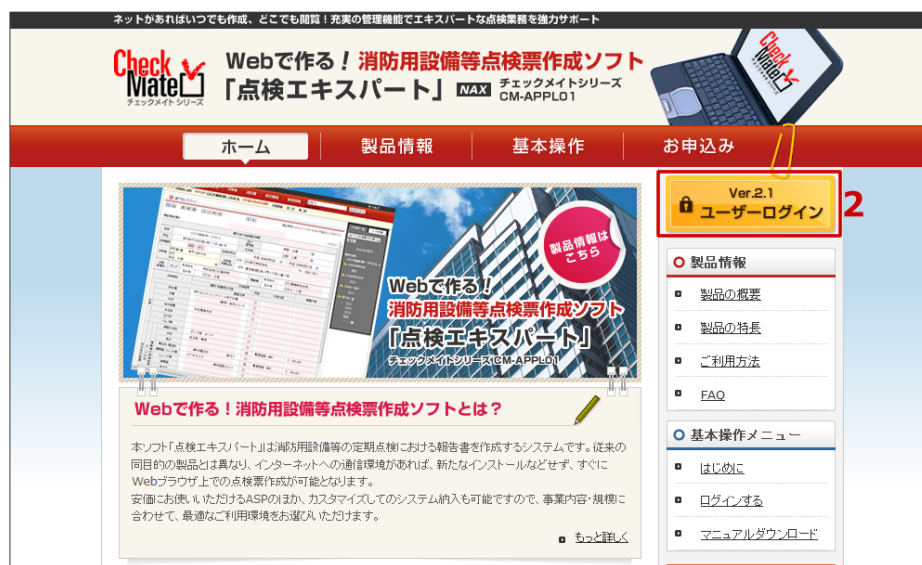 ネットがあればいつでも作成、どこでも閲覧！充実の管理機能でエキスパートな点検業務を強力サポート
Check
Mate
チェックメイト シリーズ
Webで作る！消防用設備等点検票作成ソフト
「点検エキスパート」 NAX チェックメイトシリーズ
CM-APPL01
Check
Mate
ホーム
製品情報
基本操作
お申込み
Ver.2.1
ユーザーログイン
2
製品情報は
こちら
Webで作る！
消防用設備等点検票作成ソフト
「点検エキスパート」
チェックメイトシリーズ CM-APPL01
Webで作る！消防用設備等点検票作成ソフトとは？
本ソフト「点検エキスパート」は消防用設備等の定期点検における報告書を作成するシステムです。従来の
同目的の製品とは異なり、インターネットへの通信環境があれば、新たなインストールなどせず、すぐに
Webブラウザ上での点検票作成が可能となります。
安価にお使いいただけるASPのほか、カスタマイズしてのシステム納入も可能ですので、事業内容・規模に
合わせて、最適なご利用環境をお選びいただけます。
もっと詳しく
製品情報
製品の概要
製品の特長
ご利用方法
FAQ
基本操作メニュー
はじめに
ログインする
マニュアルダウンロード